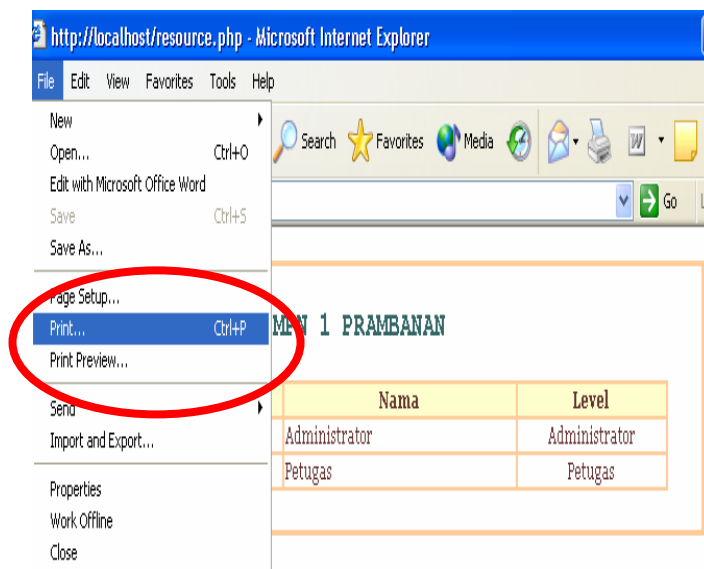 http://localhost/resource.php - Microsoft Internet Explorer
File Edit View Favorites Tools Help
New
Open... Ctrl+O
Edit with Microsoft Office Word
Save Ctrl+S
Save As...
Page Setup...
Print... Ctrl+P
Print Preview...
Send
Import and Export...
Properties
Work Offline
Close
Search Favorites Media
Go
1 PRAMBANAN
Nama Level
Administrator Administrator
Petugas Petugas